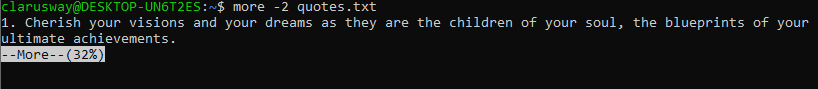 clarusway@DESKTOP-UN6T2ES:~$ more -2 quotes.txt
1. Cherish your visions and your dreams as they are the children of your soul, the blueprints of your
ultimate achievements.
--More--(32%)